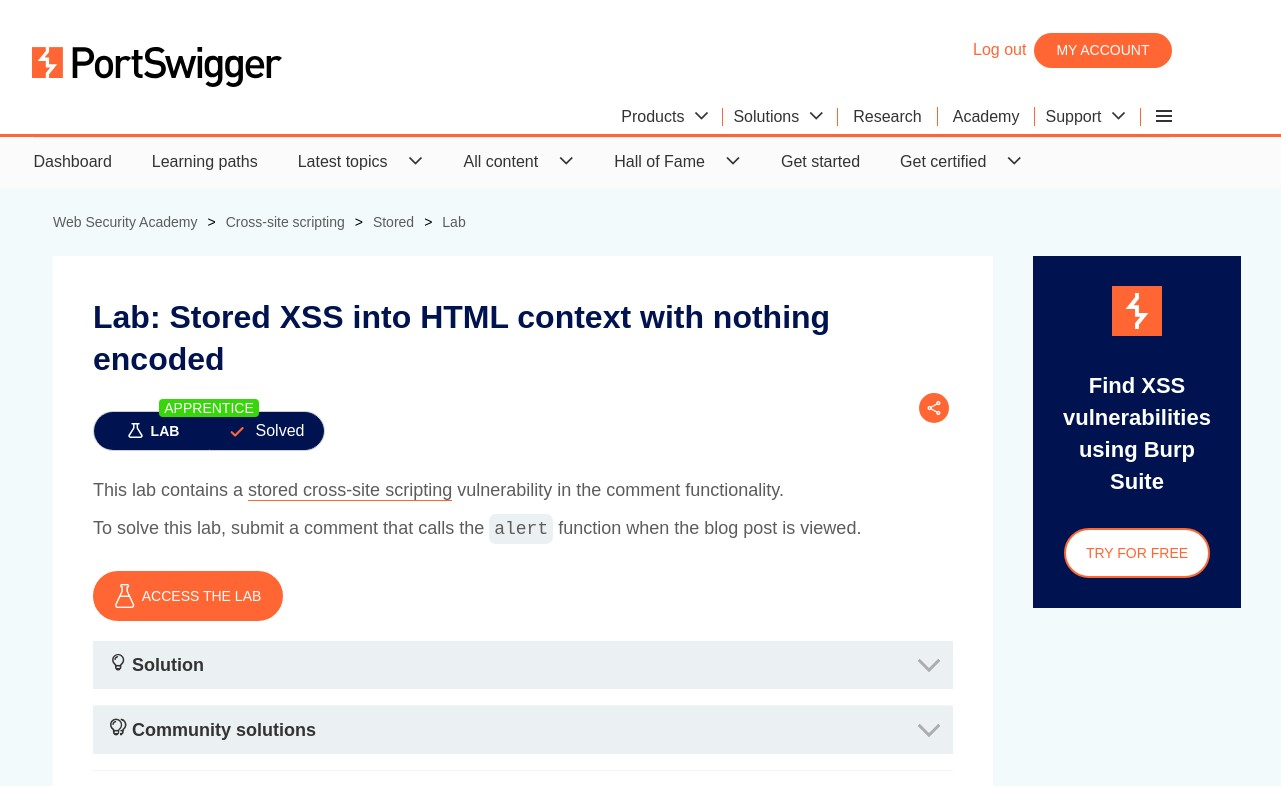 PortSwigger
Log out
MY ACCOUNT
Products
Solutions
Research
Academy
Support
Dashboard
Learning paths
Latest topics
All content
Hall of Fame
Get started
Get certified
Web Security Academy > Cross-site scripting > Stored > Lab
Lab: Stored XSS into HTML context with nothing
encoded
APPRENTICE
LAB
Solved
This lab contains a stored cross-site scripting vulnerability in the comment functionality.
To solve this lab, submit a comment that calls the alert function when the blog post is viewed.
ACCESS THE LAB
Solution
Community solutions
Find XSS
vulnerabilities
using Burp
Suite
TRY FOR FREE